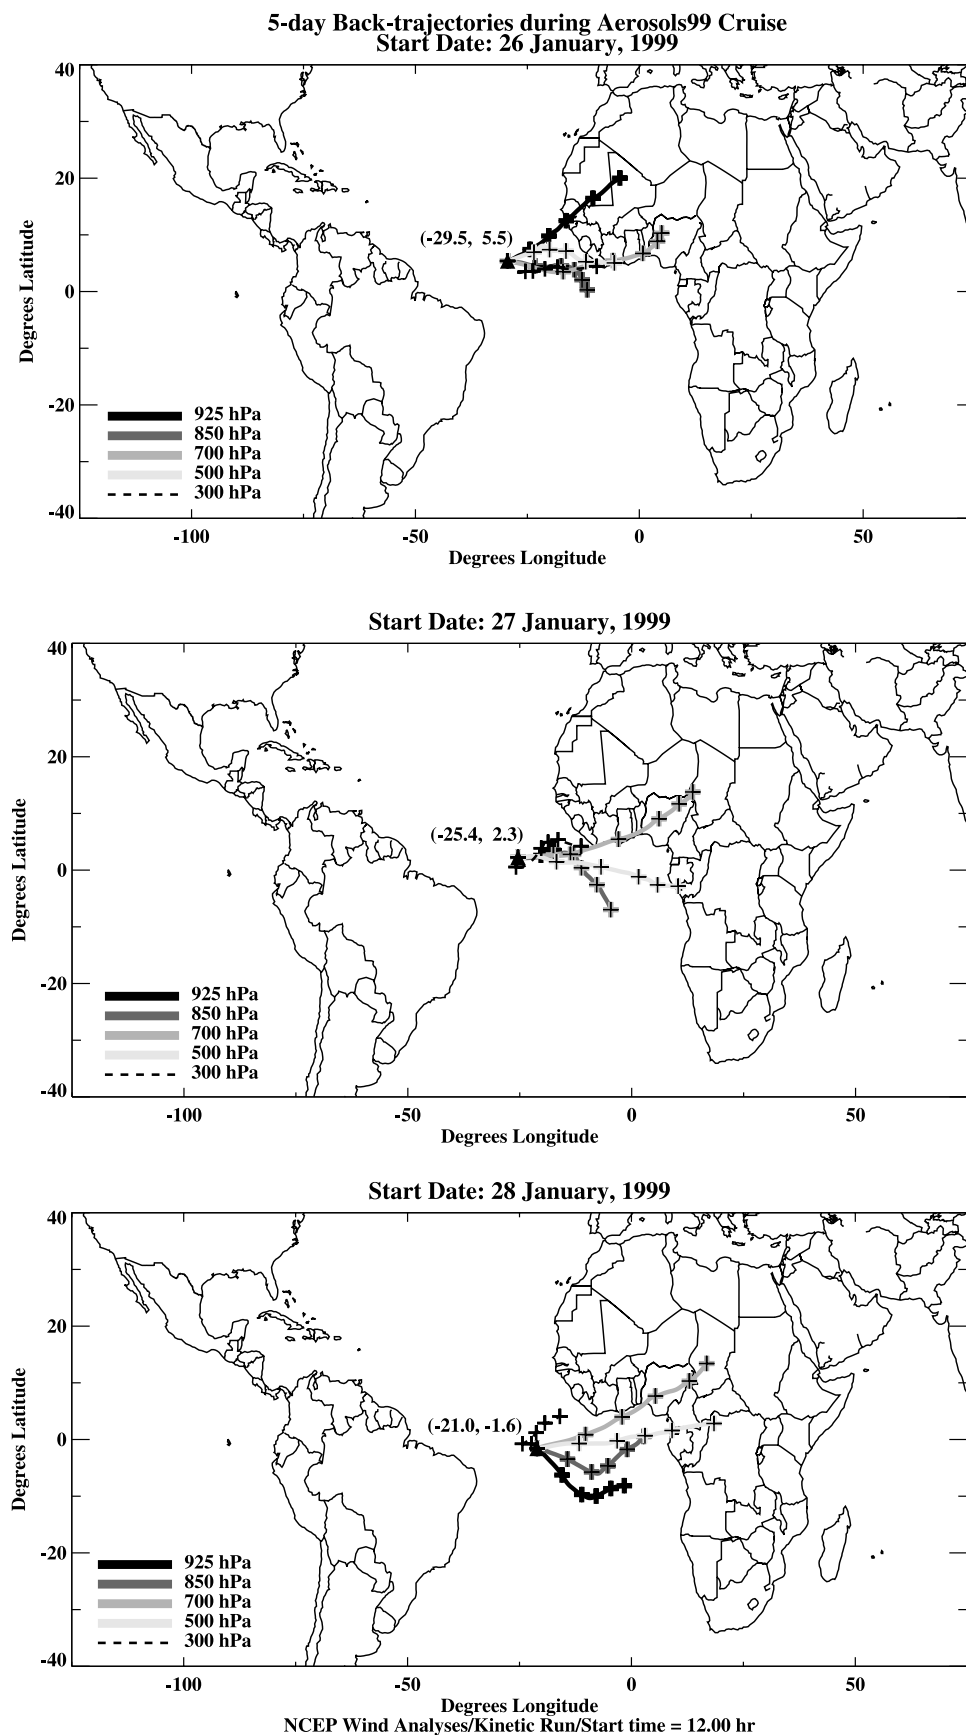 5-day Back-trajectories during Aerosols99 Cruise
Start Date: 26 January, 1999
40
20
0
-20
-40
Degrees Latitude
(-29.5, 5.5)
925 hPa
850 hPa
700 hPa
500 hPa
300 hPa
-100 -50 0 50
Degrees Longitude
Start Date: 27 January, 1999
40
20
0
-20
-40
Degrees Latitude
(-25.4, 2.3)
925 hPa
850 hPa
700 hPa
500 hPa
300 hPa
-100 -50 0 50
Degrees Longitude
Start Date: 28 January, 1999
40
20
0
-20
-40
Degrees Latitude
(-21.0, -1.6)
925 hPa
850 hPa
700 hPa
500 hPa
300 hPa
-100 -50 0 50
Degrees Longitude
NCEP Wind Analyses/Kinetic Run/Start time = 12.00 hr